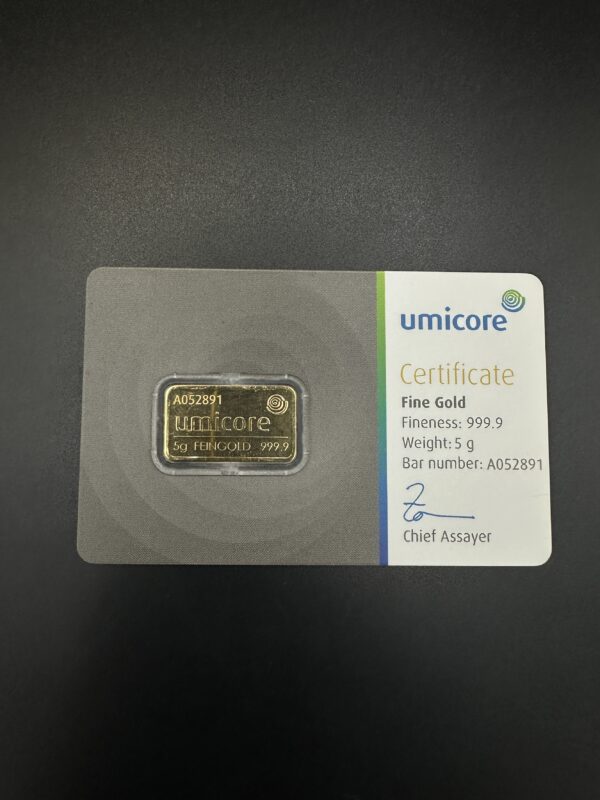 A052891
umicore
5g FEINGOLD 999.9
umicore
Certificate
Fine Gold
Fineness: 999.9
Weight: 5 g
Bar number: A052891
Chief Assayer